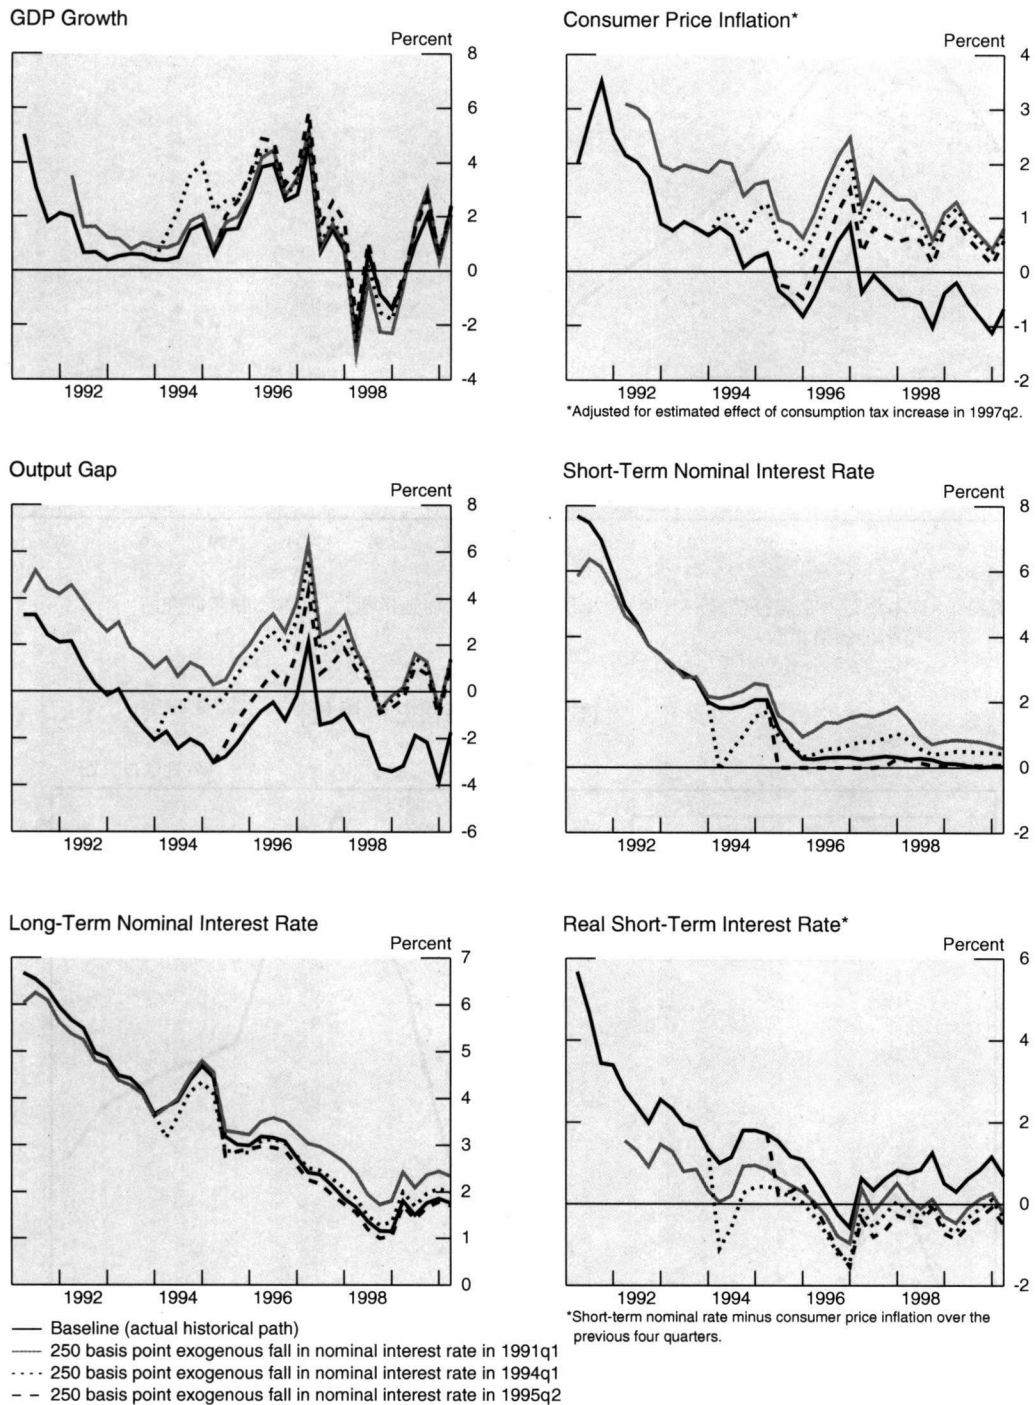 GDP Growth
Percent
8
6
4
2
0
-2
-4
1992 1994 1996 1998
Consumer Price Inflation*
Percent
4
3
2
1
0
-1
-2
1992 1994 1996 1998
*Adjusted for estimated effect of consumption tax increase in 1997q2.
Output Gap
Percent
8
6
4
2
0
-2
-4
-6
1992 1994 1996 1998
Short-Term Nominal Interest Rate
Percent
8
6
4
2
0
-2
1992 1994 1996 1998
Long-Term Nominal Interest Rate
Percent
7
6
5
4
3
2
1
0
1992 1994 1996 1998
Real Short-Term Interest Rate*
Percent
6
4
2
0
-2
1992 1994 1996 1998
*Short-term nominal rate minus consumer price inflation over the
previous four quarters.
Baseline (actual historical path)
250 basis point exogenous fall in nominal interest rate in 1991q1
250 basis point exogenous fall in nominal interest rate in 1994q1
250 basis point exogenous fall in nominal interest rate in 1995q2